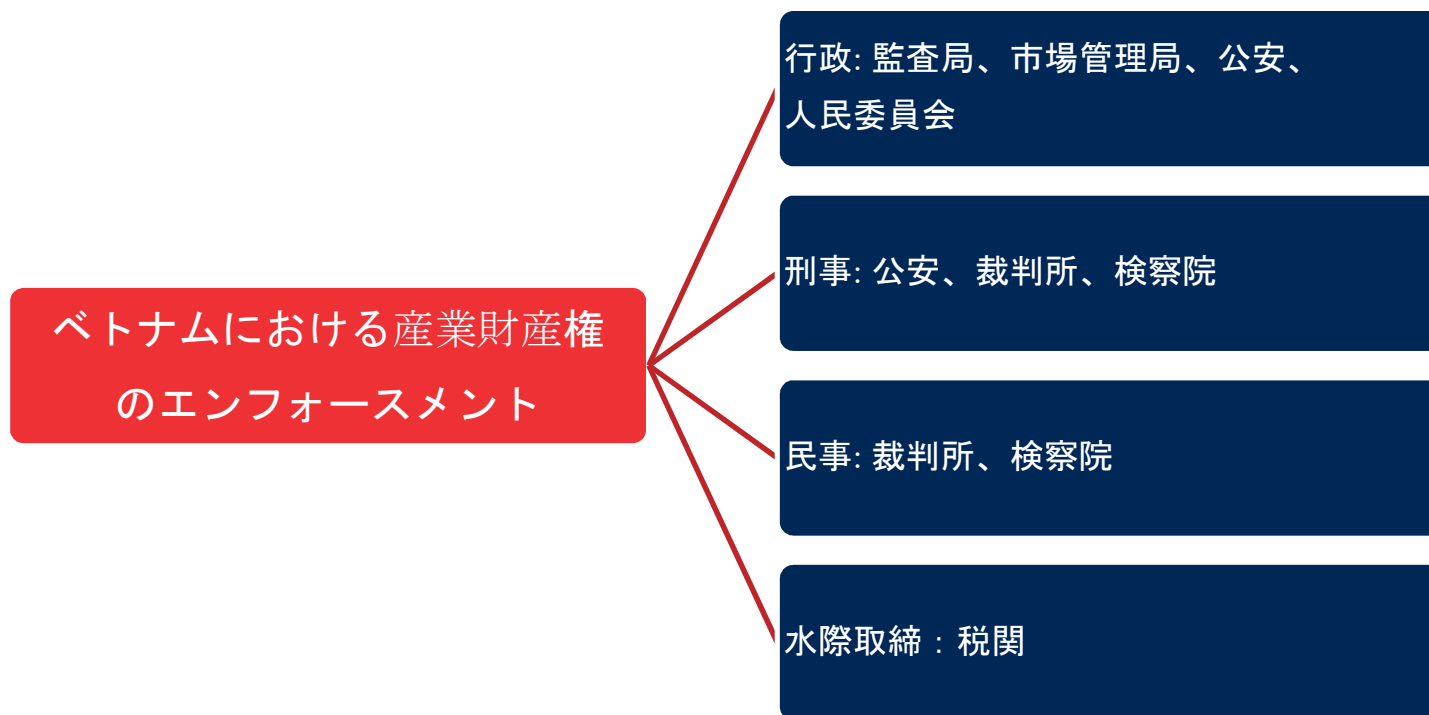 ベトナムにおける産業財産権
のエンフォースメント
行政: 監査局、市場管理局、公安、
人民委員会
刑事: 公安、裁判所、検察院
民事: 裁判所、検察院
水際取締：税関